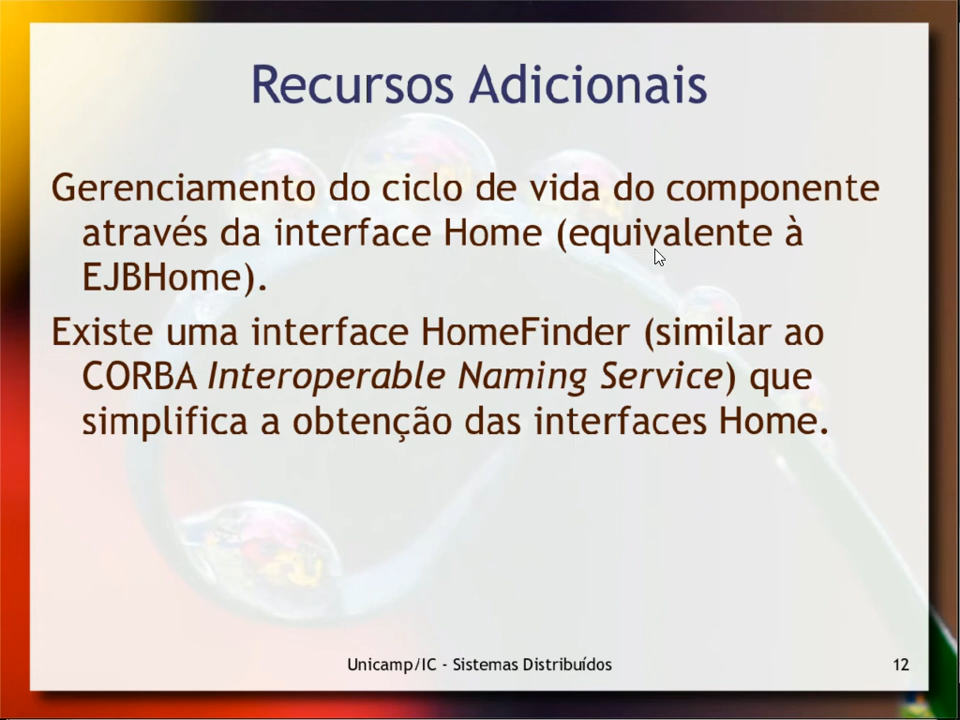 Recursos Adicionais
Gerenciamento do ciclo de vida do componente
através da interface Home (equivalente à
EJBHome).
Existe uma interface HomeFinder (similar ao
CORBA Interoperable Naming Service) que
simplifica a obtenção das interfaces Home.
Unicamp/IC - Sistemas Distribuídos
12